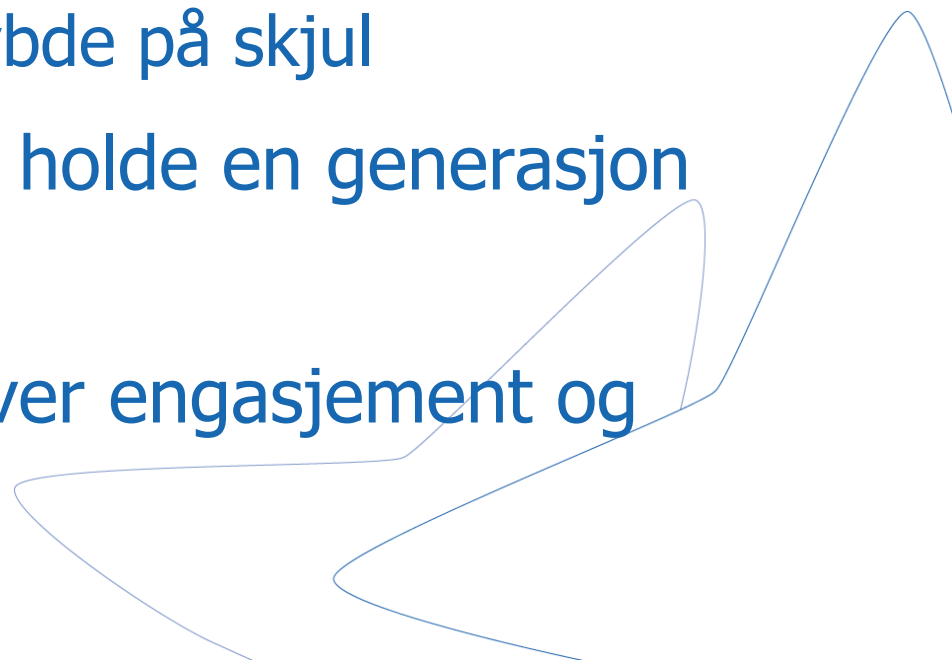 bde på skjul
holde en generasjon
ver engasjement og